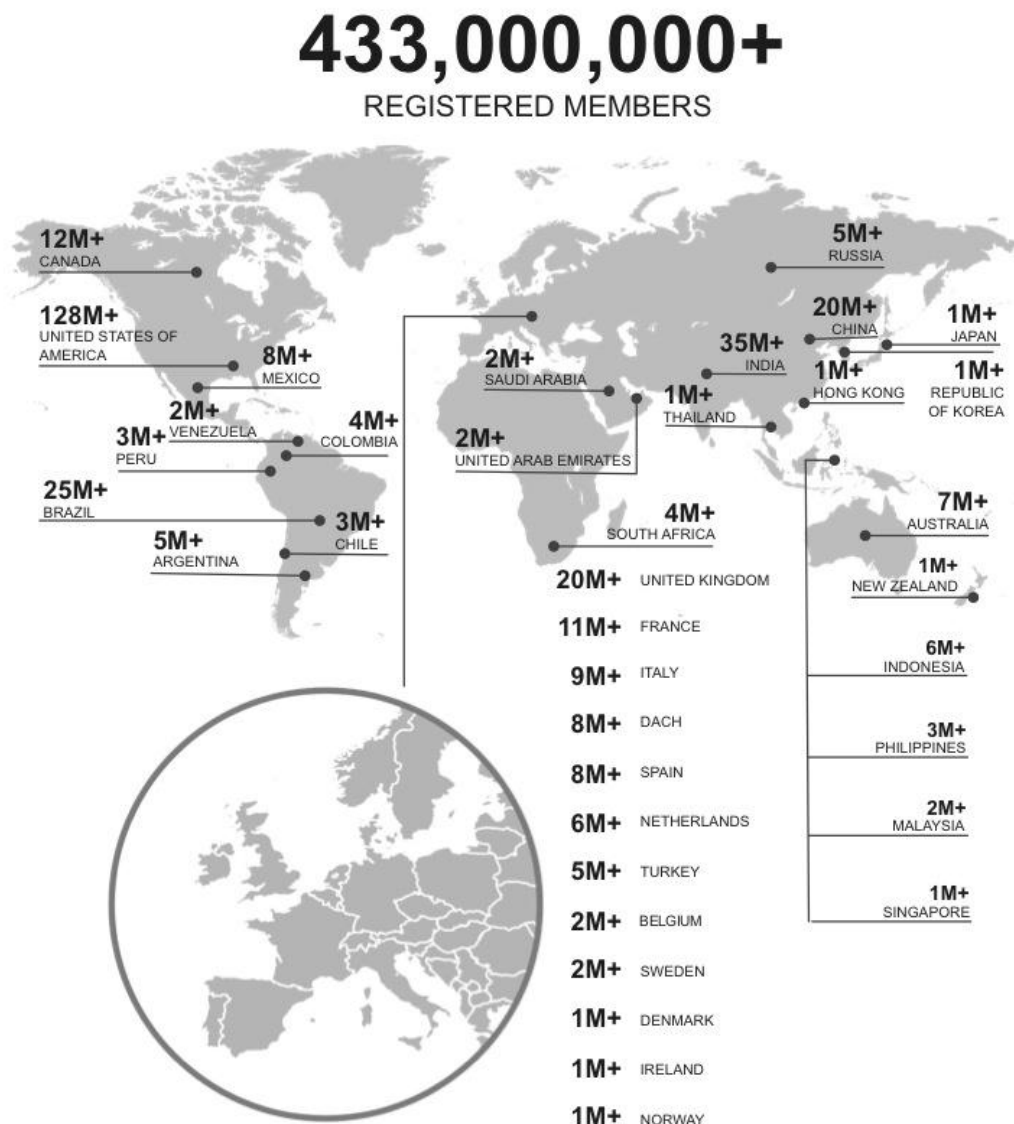 433,000,000+
REGISTERED MEMBERS
12M+
CANADA
128M+
UNITED STATES OF
AMERICA
8M+
MEXICO
2M+
VENEZUELA
4M+
COLOMBIA
3M+
PERU
25M+
BRAZIL
3M+
CHILE
5M+
ARGENTINA
5M+
RUSSIA
20M+
CHINA
1M+
JAPAN
35M+
INDIA
2M+
SAUDI ARABIA
1M+
HONG KONG
1M+
REPUBLIC
OF KOREA
1M+
THAILAND
2M+
UNITED ARAB EMIRATES
4M+
SOUTH AFRICA
7M+
AUSTRALIA
1M+
NEW ZEALAND
20M+ UNITED KINGDOM
11M+ FRANCE
9M+ ITALY
8M+ DACH
8M+ SPAIN
6M+ NETHERLANDS
5M+ TURKEY
2M+ BELGIUM
2M+ SWEDEN
1M+ DENMARK
1M+ IRELAND
1M+ NORWAY
6M+
INDONESIA
3M+
PHILIPPINES
2M+
MALAYSIA
1M+
SINGAPORE